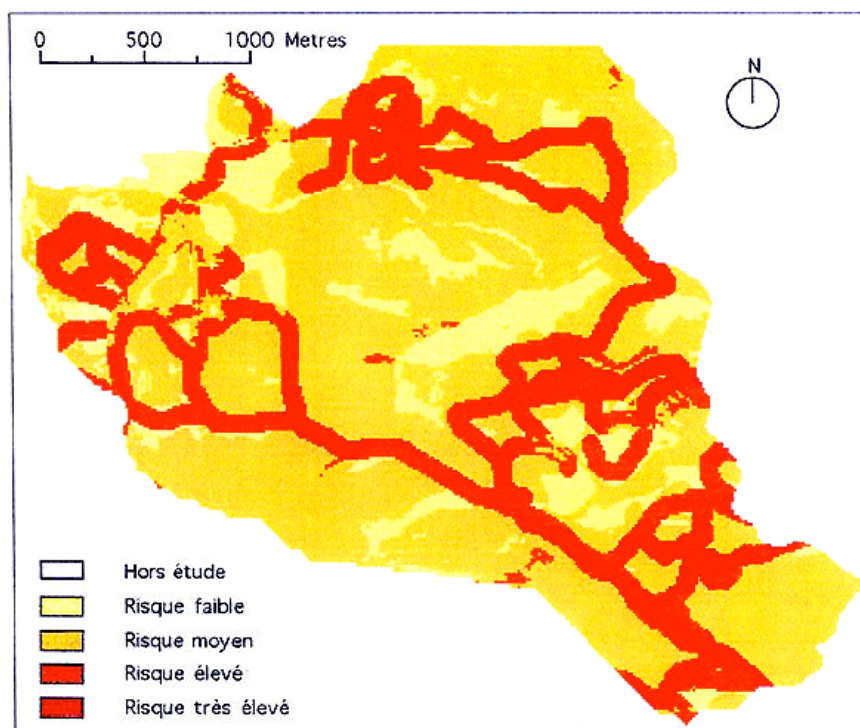 0 500 1000 Metres
N
Hors étude
Risque faible
Risque moyen
Risque élevé
Risque très élevé